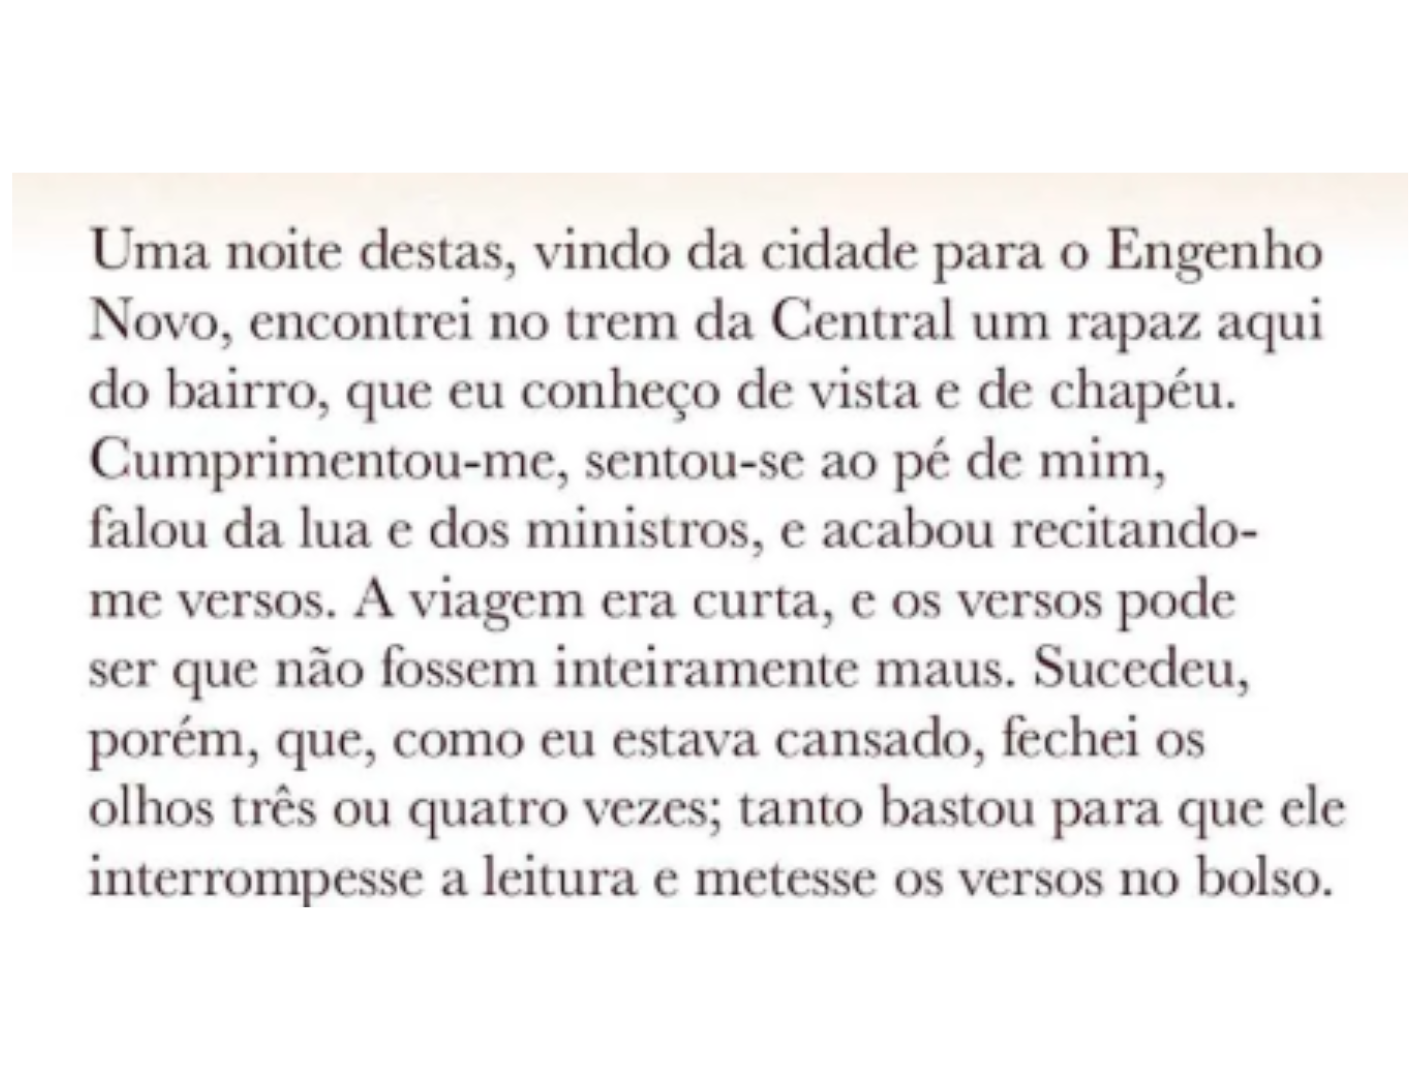 Uma noite destas, vindo da cidade para o Engenho
Novo, encontrei no trem da Central um rapaz aqui
do bairro, que eu conheço de vista e de chapéu.
Cumprimentou-me, sentou-se ao pé de mim,
falou da lua e dos ministros, e acabou recitando-
me versos. A viagem era curta, e os versos pode
ser que não fossem inteiramente maus. Sucedeu,
porém, que, como eu estava cansado, fechei os
olhos três ou quatro vezes; tanto bastou para que ele
interrompesse a leitura e metesse os versos no bolso.